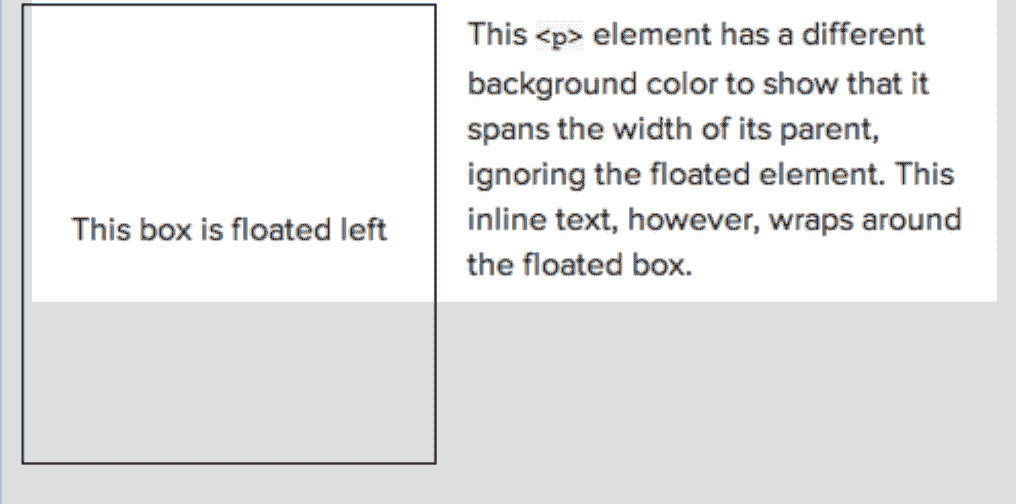 This box is floated left
This <p> element has a different
background color to show that it
spans the width of its parent,
ignoring the floated element. This
inline text, however, wraps around
the floated box.